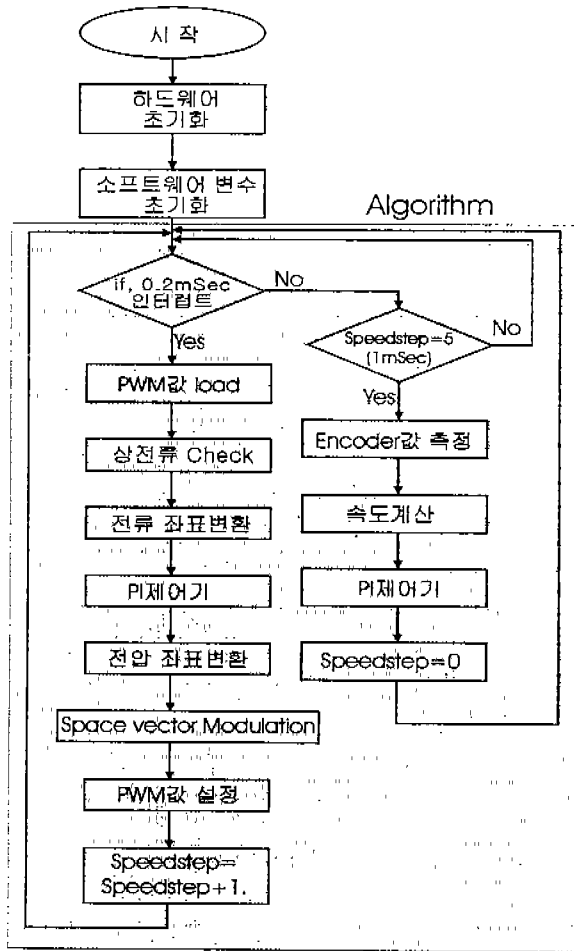 시 작
하드웨어
초기화
소프트웨어 변수
초기화
Algorithm
if, 0.2mSec
인터럽트
No
Yes
PWM값 load
상전류 Check
전류 좌표변환
PI제어기
전압 좌표변환
Space vector Modulation
PWM값 설정
Speedstep=
Speedstep+1.
Speedstep=5
(1mSec)
No
Yes
Encoder값 측정
속도계산
PI제어기
Speedstep=0